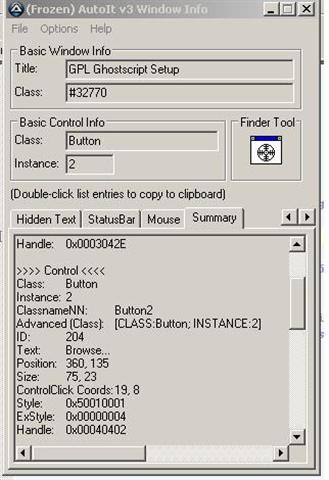 (Frozen) AutoIt v3 Window Info
File Options Help
Basic Window Info
Title: GPL Ghostscript Setup
Class: #32770
Basic Control Info
Class: Button
Instance: 2
Finder Tool
(Double-click list entries to copy to clipboard)
Hidden Text StatusBar Mouse Summary
Handle: 0x0003042E
>>>> Control <<<<
Class: Button
Instance: 2
ClassnameNN: Button2
Advanced (Class): [CLASS:Button; INSTANCE:2]
ID: 204
Text: Browse...
Position: 360, 135
Size: 75, 23
ControlClick Coords: 19, 8
Style: 0x50010001
ExStyle: 0x00000004
Handle: 0x00040402